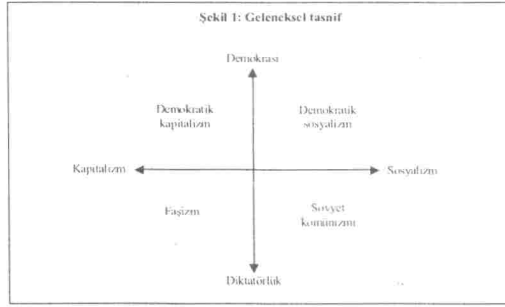 Şekil 1: Geleneksel tasnif
Demokrasi
Demokratik
kapitalizm
Demokratik
sosyalizm
Kapitalizm
Sosyalizm
Faşizm
Sovyet
komünizmi
Diktatörlük